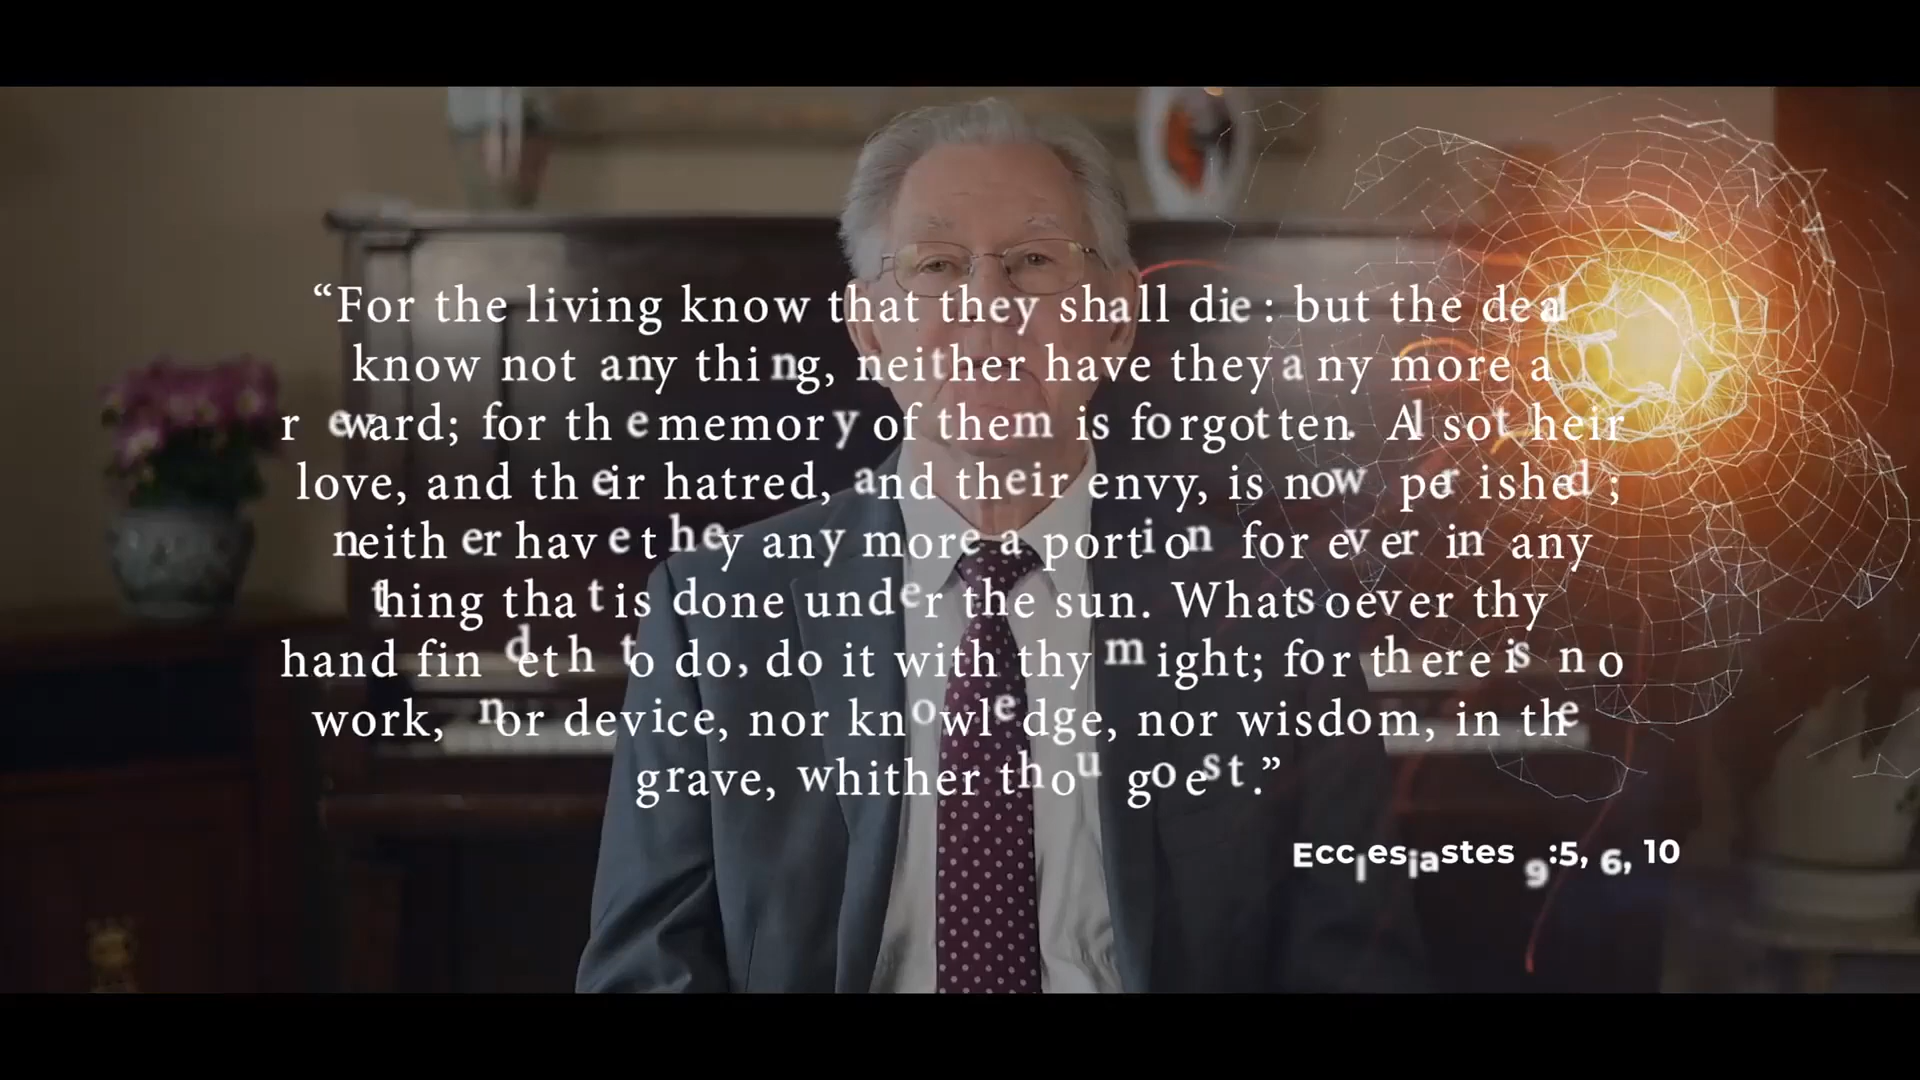 “For the living know that they shall die: but the dead
know not any thing, neither have they any more a
reward; for the memory of them is forgotten. Also their
love, and their hatred, and their envy, is now perished;
neither have they any more a portion for ever in any
thing that is done under the sun. Whatsoever thy
hand findeth to do, do it with thy might; for there is no
work, nor device, nor knowledge, nor wisdom, in the
grave, whither thou goest.”
Ecclesiastes 9:5, 6, 10